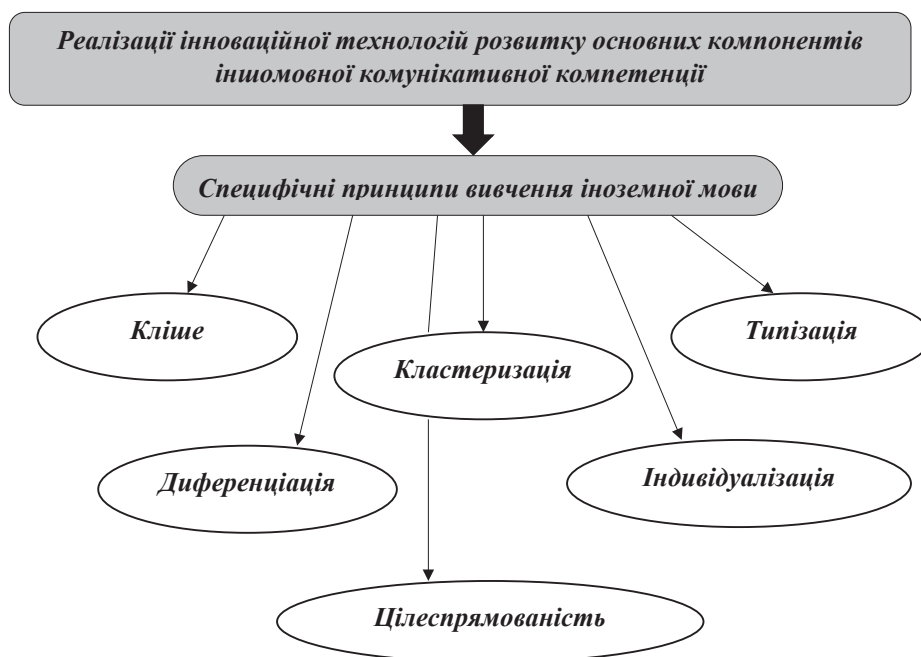 Реалізації інноваційної технологій розвитку основних компонентів
іншомовної комунікативної компетенції
Специфічні принципи вивчення іноземної мови
Кліше
Типізація
Кластеризація
Диференціація
Індивідуалізація
Цілеспрямованість